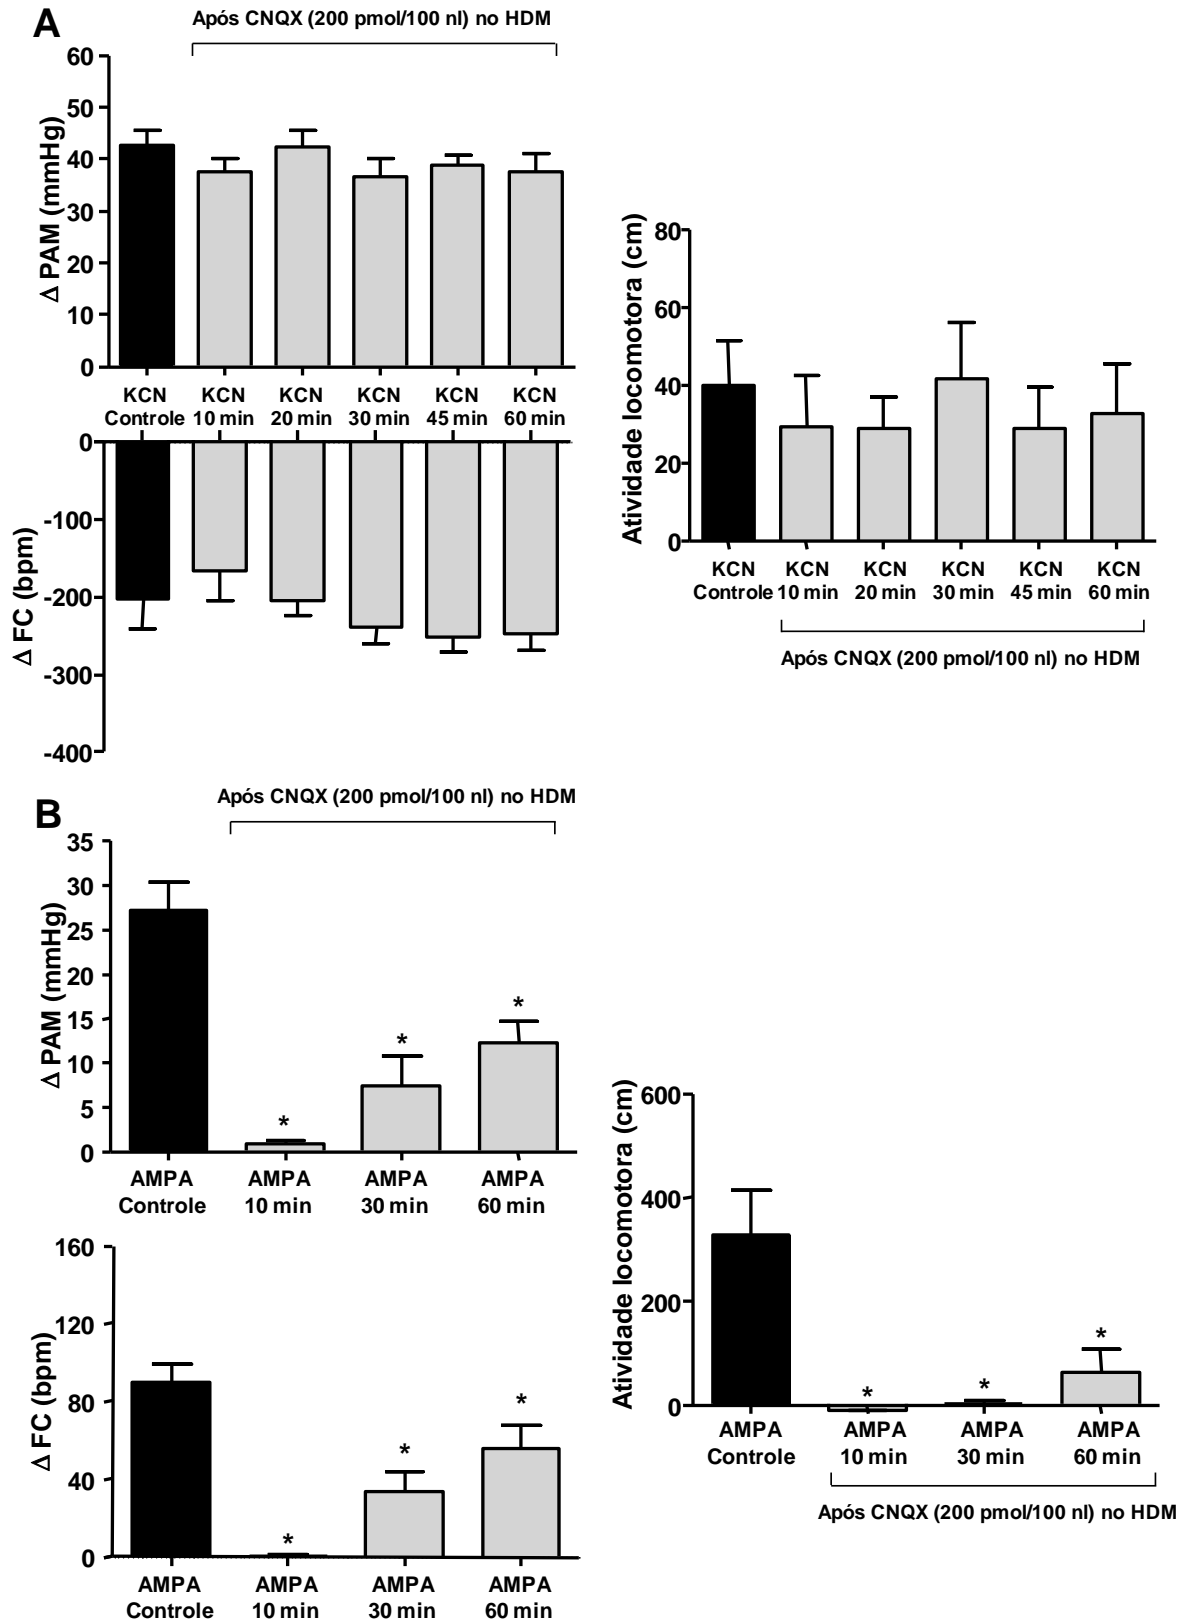 A
Após CNQX (200 pmol/100 nl) no HDM
Δ PAM (mmHg)
60
50
40
30
20
10
0
KCN KCN KCN KCN KCN KCN
Controle 10 min 20 min 30 min 45 min 60 min
Δ FC (bpm)
0
-100
-200
-300
-400
Atividade locomotora (cm)
80
60
40
20
0
KCN KCN KCN KCN KCN KCN
Controle 10 min 20 min 30 min 45 min 60 min
Após CNQX (200 pmol/100 nl) no HDM
B
Após CNQX (200 pmol/100 nl) no HDM
Δ PAM (mmHg)
35
30
25
20
15
10
5
0
* * *
AMPA AMPA AMPA AMPA
Controle 10 min 30 min 60 min
Δ FC (bpm)
160
120
80
40
0
* * *
AMPA AMPA AMPA AMPA
Controle 10 min 30 min 60 min
Atividade locomotora (cm)
600
400
200
0
* * *
AMPA AMPA AMPA AMPA
Controle 10 min 30 min 60 min
Após CNQX (200 pmol/100 nl) no HDM